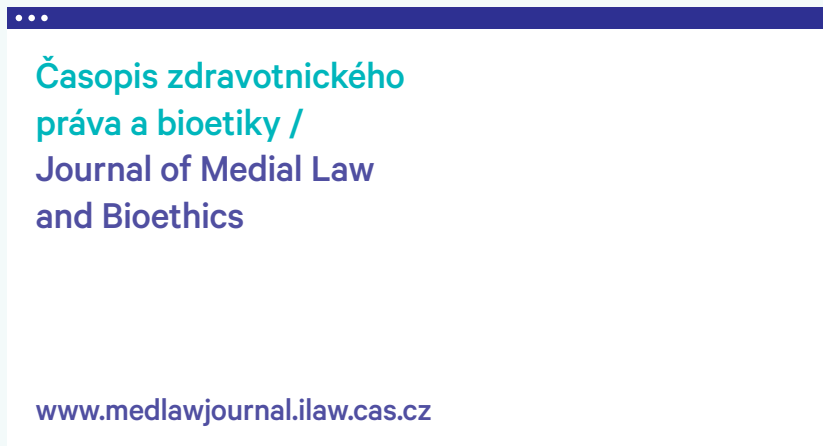 Časopis zdravotnického
práva a bioetiky /
Journal of Medial Law
and Bioethics
www.medlawjournal.ilaw.cas.cz